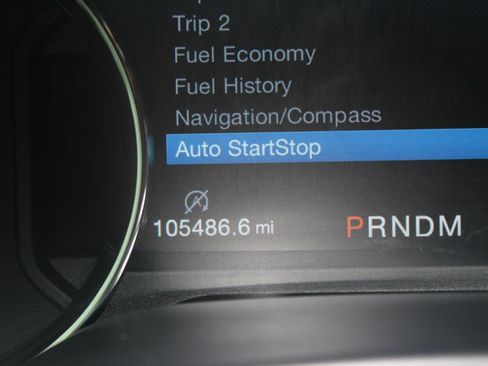 Trip 2
Fuel Economy
Fuel History
Navigation/Compass
Auto StartStop
A
105486.6 mi
PRNDM